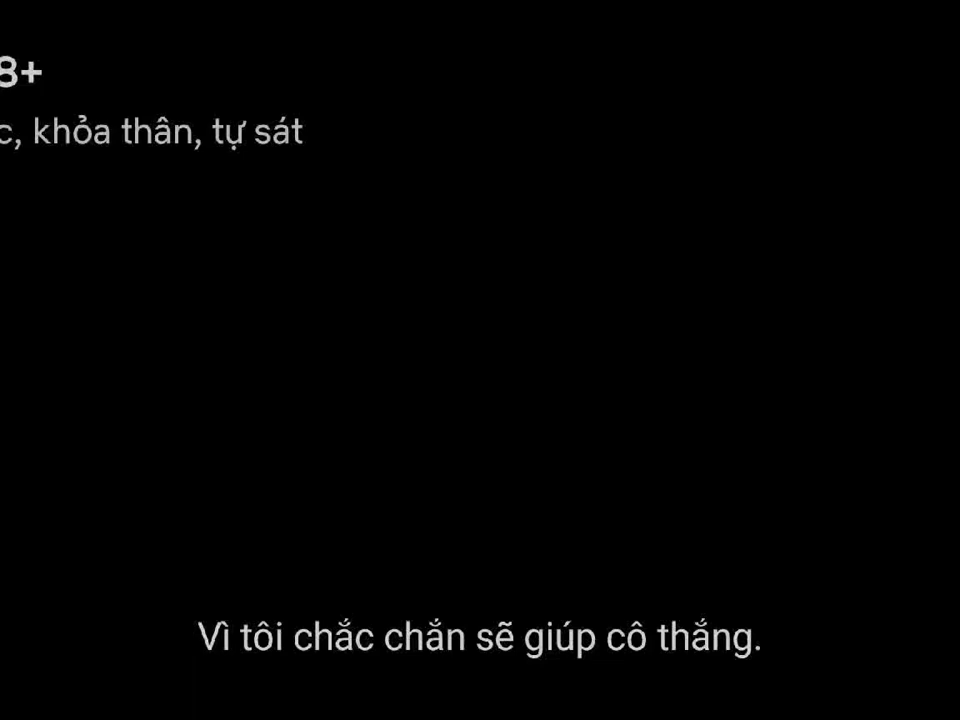 8+
c, khỏa thân, tự sát
Vì tôi chắc chắn sẽ giúp cô thắng.